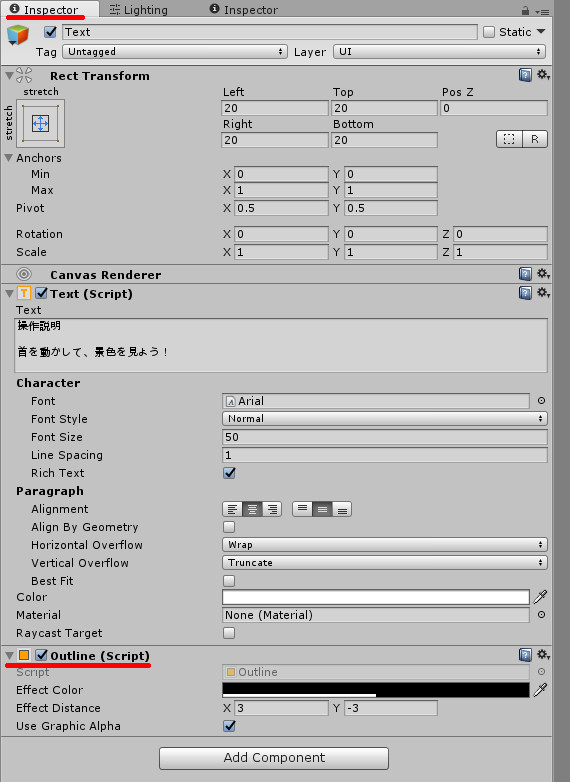 Inspector Lighting Inspector
Text Static
Tag Untagged Layer UI
Rect Transform
stretch Left Top Pos Z
stretch 20 20 0
Right Bottom
20 20 R
Anchors
Min X 0 Y 0
Max X 1 Y 1
Pivot X 0.5 Y 0.5
Rotation X 0 Y 0 Z 0
Scale X 1 Y 1 Z 1
Canvas Renderer
T Text (Script)
Text
操作説明
首を動かして、景色を見よう！
Character
Font A Arial
Font Style Normal
Font Size 50
Line Spacing 1
Rich Text
Paragraph
Alignment
Align By Geometry
Horizontal Overflow Wrap
Vertical Overflow Truncate
Best Fit
Color
Material None (Material)
Raycast Target
Outline (Script)
Script Outline
Effect Color
Effect Distance X 3 Y -3
Use Graphic Alpha
Add Component